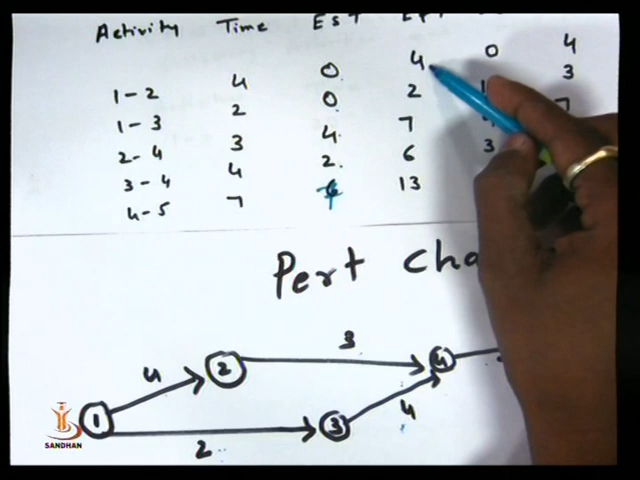 Activity Time EST EFT
1-2 4 0 4 0 4
1-3 2 0 2 3
2-4 3 4 7 7
3-4 4 2 6 3
4-5 7 13
Pert Cha
4
2
3
4
1
3
4
2
SANDHAN